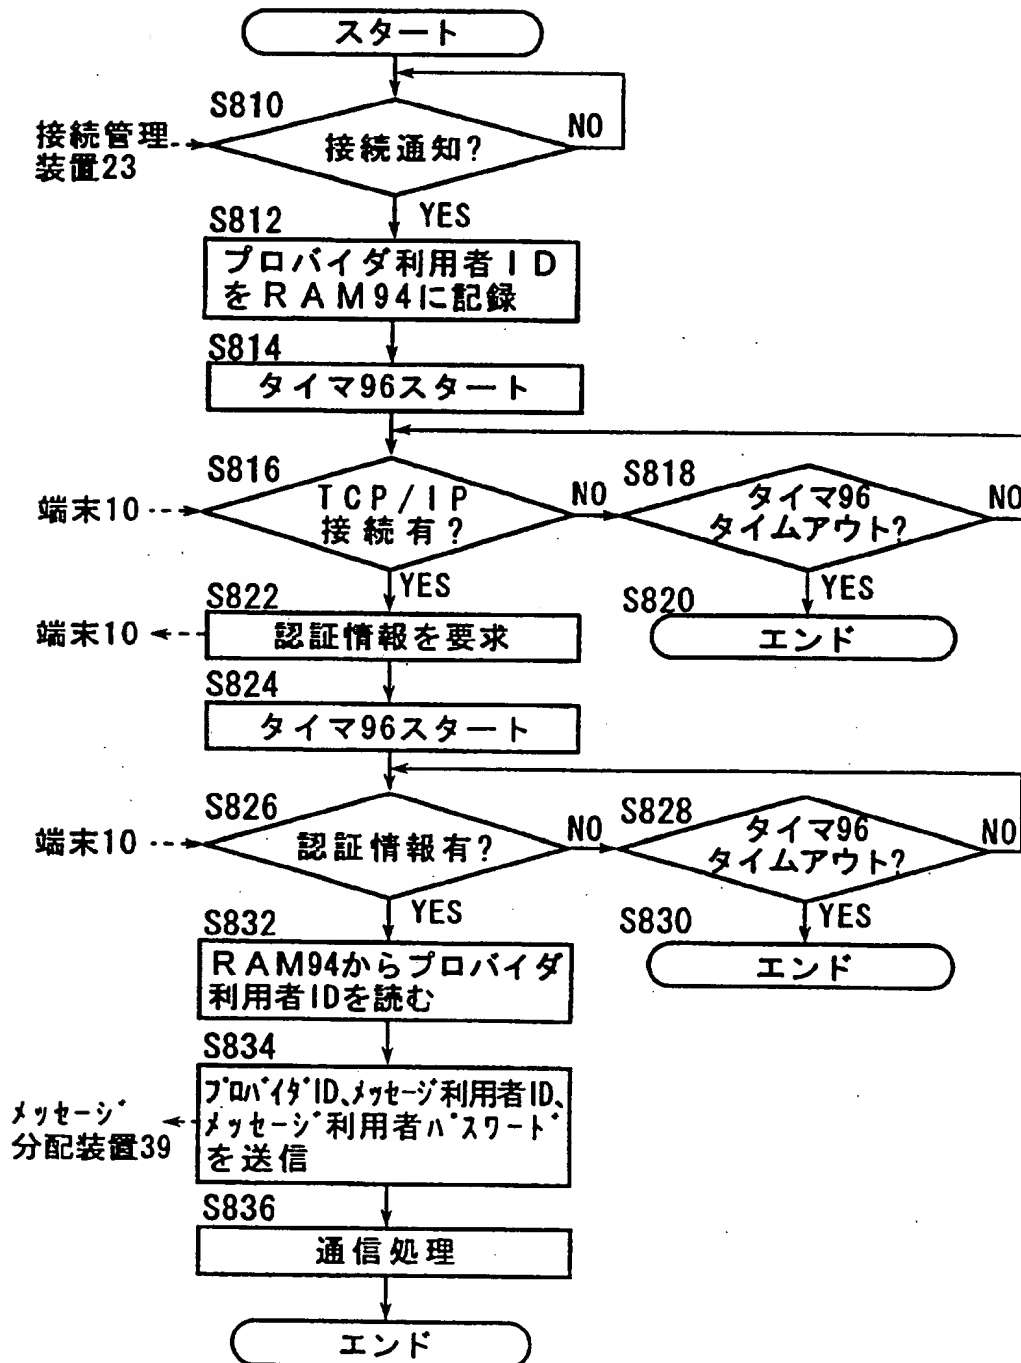 スタート
S810
接続管理
装置23
接続通知?
NO
YES
S812
プロバイダ利用者ID
をRAM94に記録
S814
タイマ96スタート
S816
端末10
TCP/IP
接続有?
NO
S818
タイマ96
タイムアウト?
NO
YES
YES
S820
エンド
S822
端末10
認証情報を要求
S824
タイマ96スタート
S826
端末10
認証情報有?
NO
S828
タイマ96
タイムアウト?
NO
YES
YES
S830
エンド
S832
RAM94からプロバイダ
利用者IDを読む
S834
プロバイダID、メッセージ利用者ID、
メッセージ利用者パスワード
を送信
メッセージ
分配装置39
S836
通信処理
エンド